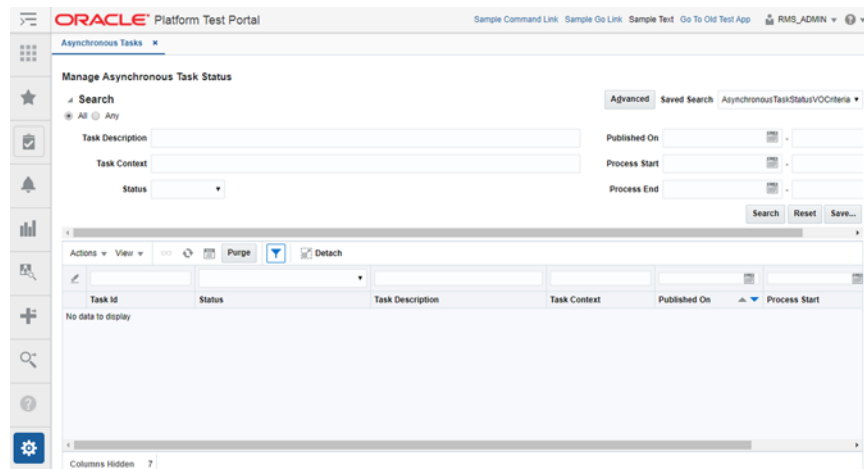 ORACLE Platform Test Portal Sample Command Link Sample Go Link Sample Text Go To Old Test App RMS_ADMIN
Asynchronous Tasks
Manage Asynchronous Task Status
Search Advanced Saved Search AsynchronousTaskStatusVOCriteria
All Any
Task Description Published On -
Task Context Process Start -
Status Process End -
Search Reset Save...
Actions View Purge Detach
Task Id Status Task Description Task Context Published On Process Start
No data to display
Columns Hidden 7